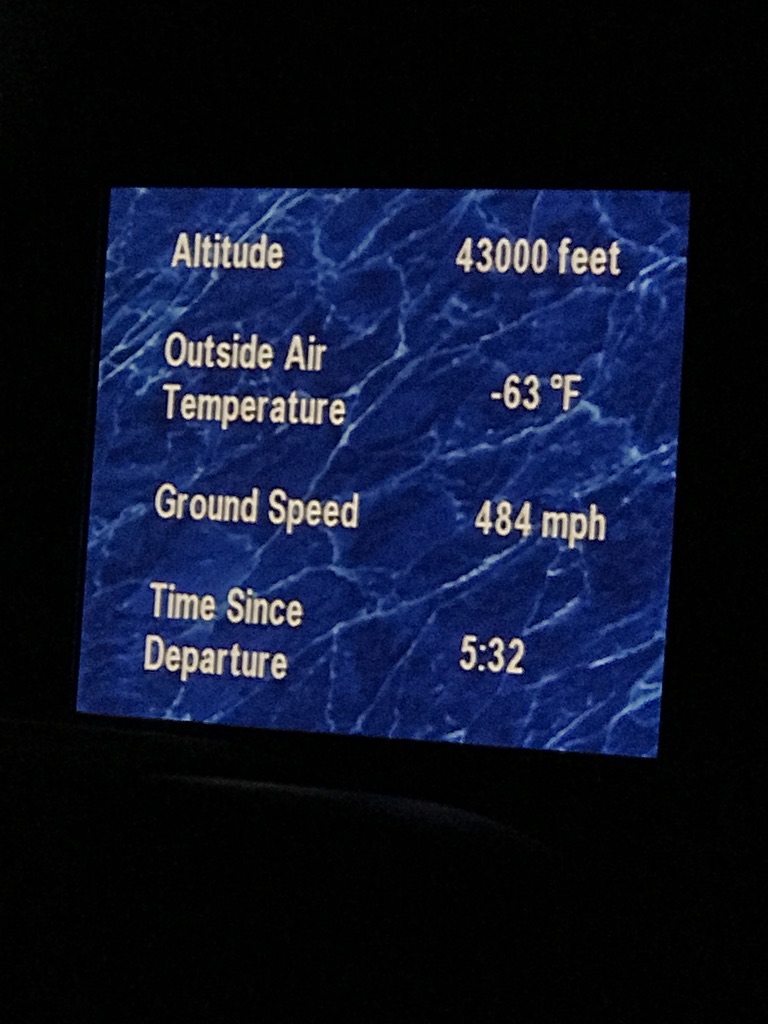 Altitude 43000 feet
Outside Air
Temperature -63 °F
Ground Speed 484 mph
Time Since
Departure 5:32